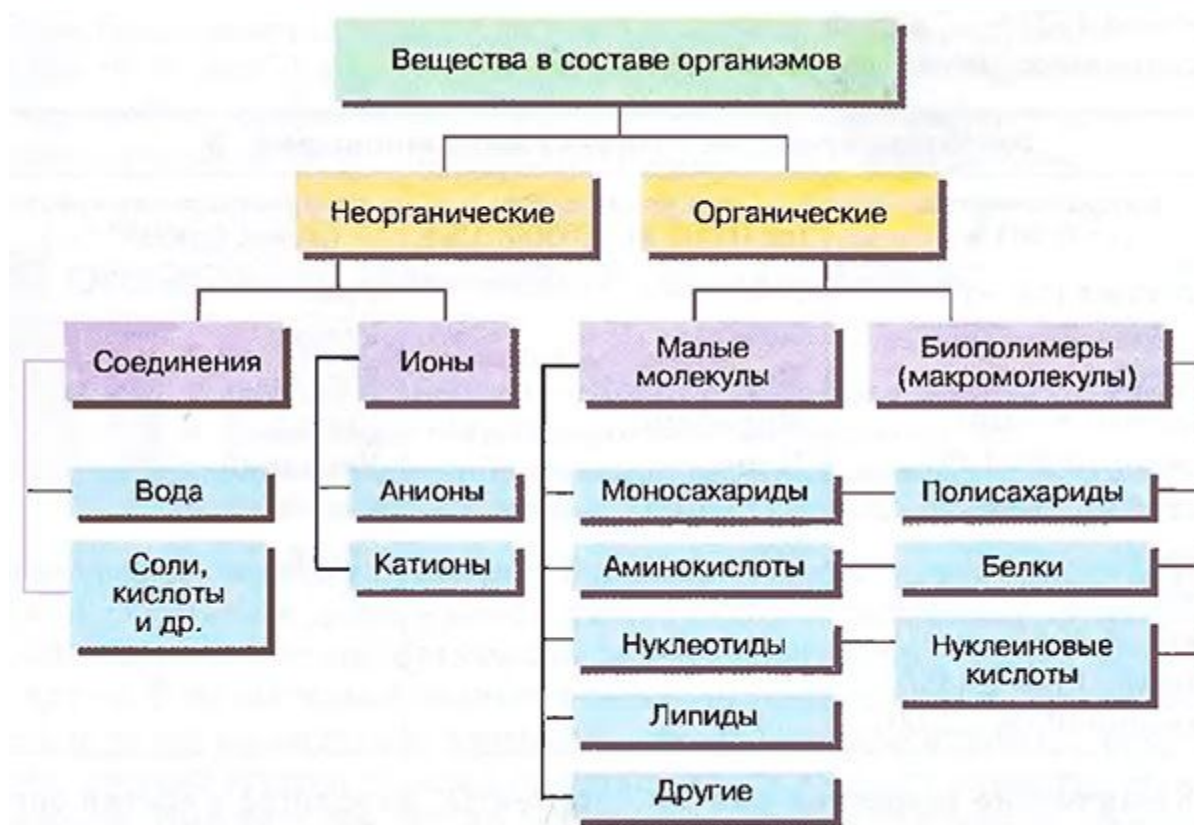 Вещества в составе организмов
Неорганические
Органические
Соединения
Ионы
Малые
молекулы
Биополимеры
(макромолекулы)
Вода
Анионы
Моносахариды
Полисахариды
Соли,
кислоты
и др.
Катионы
Аминокислоты
Белки
Нуклеотиды
Нуклеиновые
кислоты
Липиды
Другие